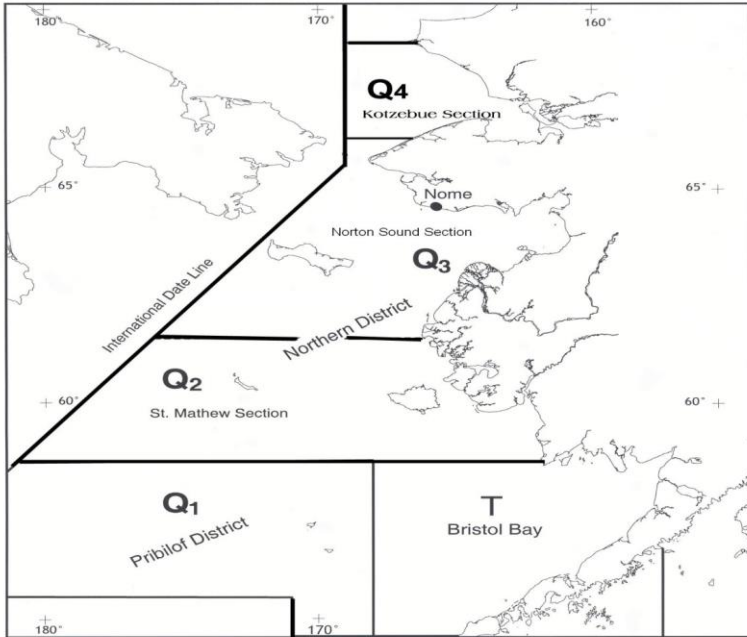 180°
170°
160°
Q4
Kotzebue Section
65°
65°
Nome
Norton Sound Section
Q3
International Date Line
Northern District
Q2
60°
60°
St. Mathew Section
Q1
T
Bristol Bay
Pribilof District
180°
170°